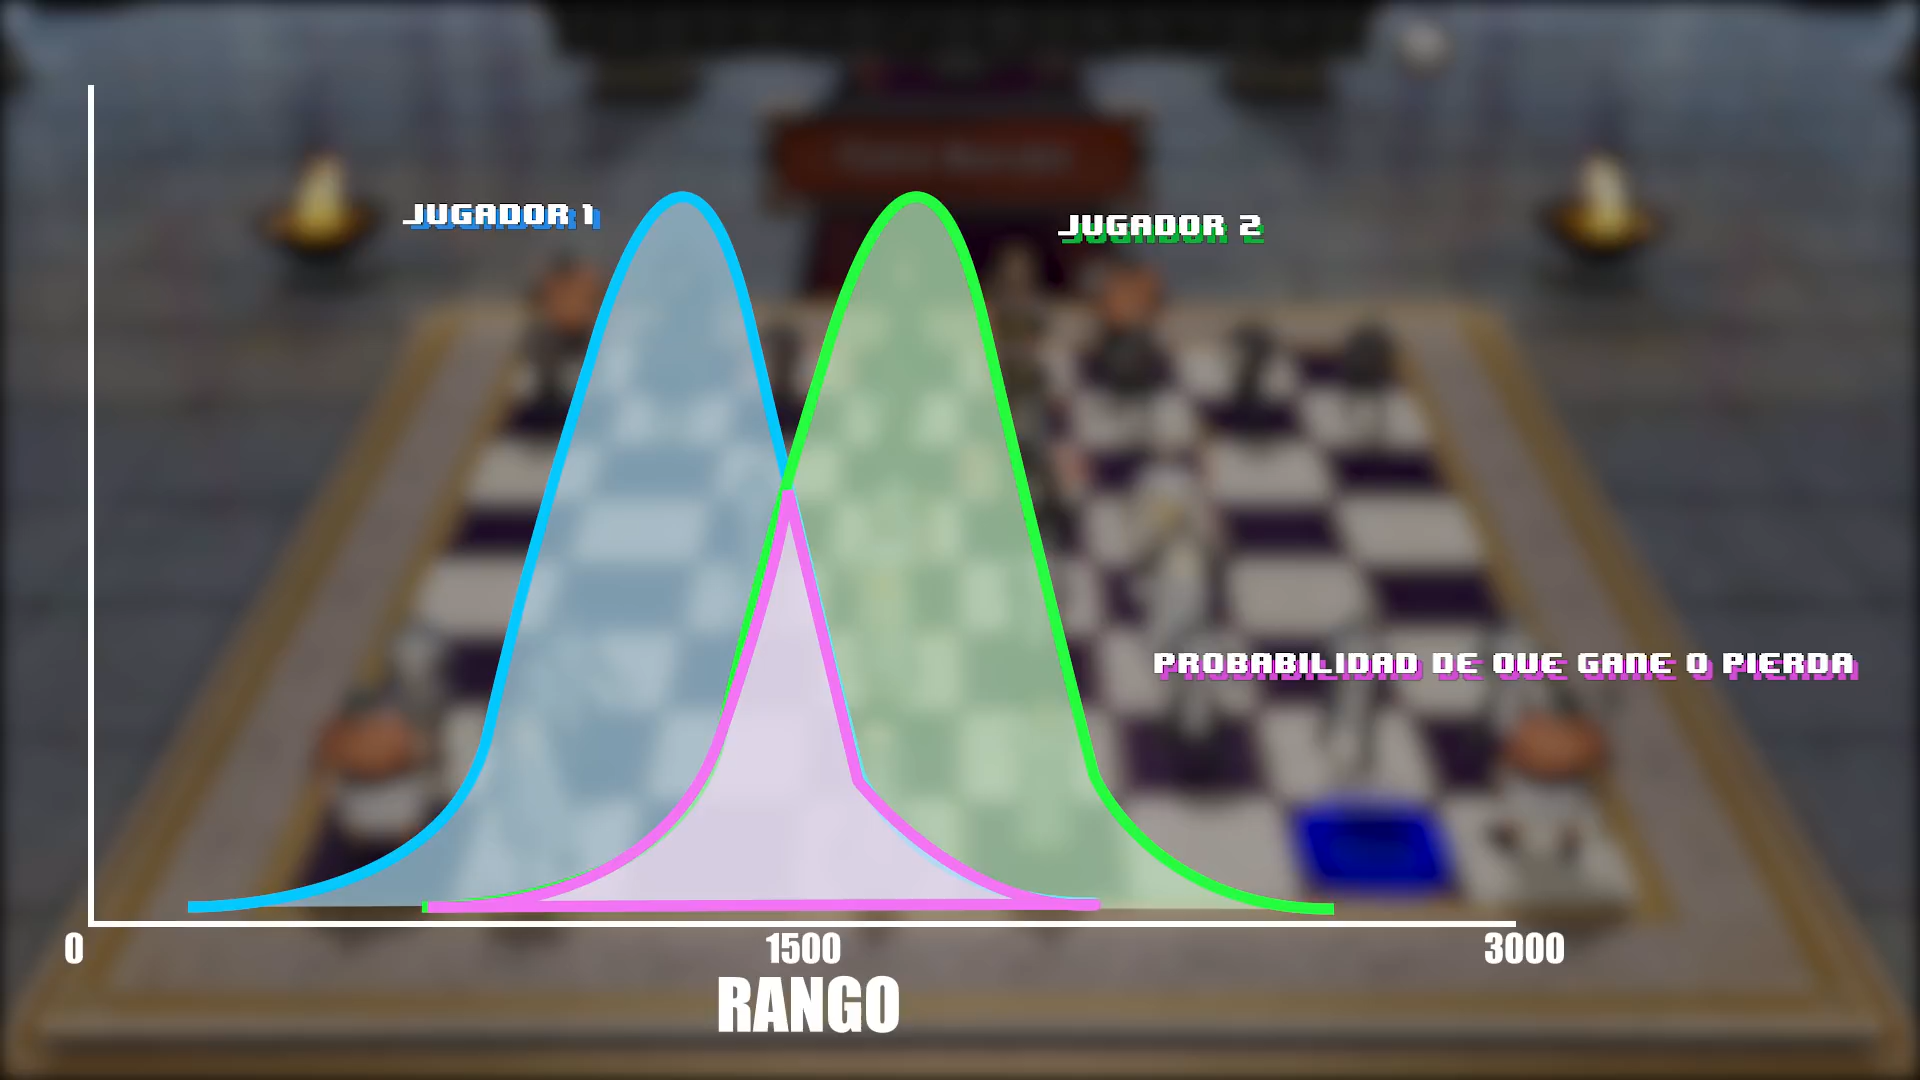 JUGADOR 1
JUGADOR 2
PROBABILIDAD DE QUE GANE O PIERDA
0
1500
3000
RANGO